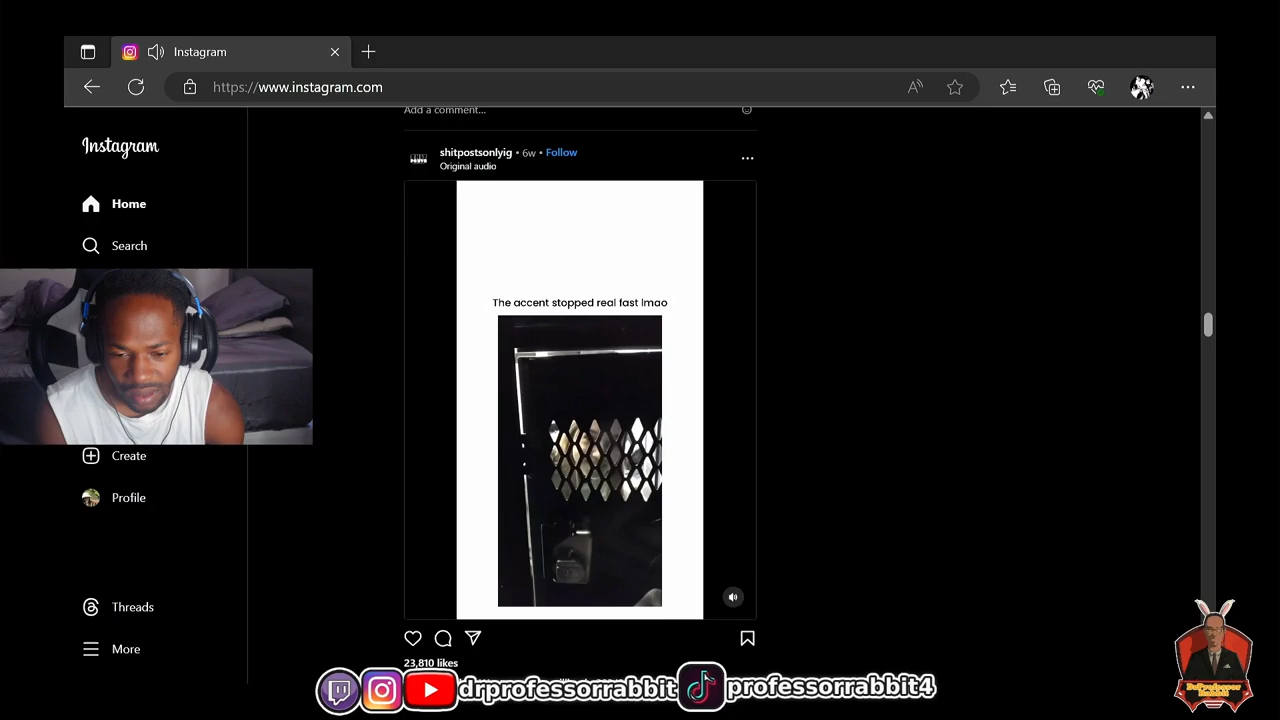 Instagram
https://www.instagram.com
Instagram
Home
Search
Create
Profile
Threads
More
Add a comment...
shitpostsonlyig • 6w • Follow
Original audio
The accent stopped real fast lmao
23,810 likes
drprofessorrabbit
professorrabbit4
DrProfessor